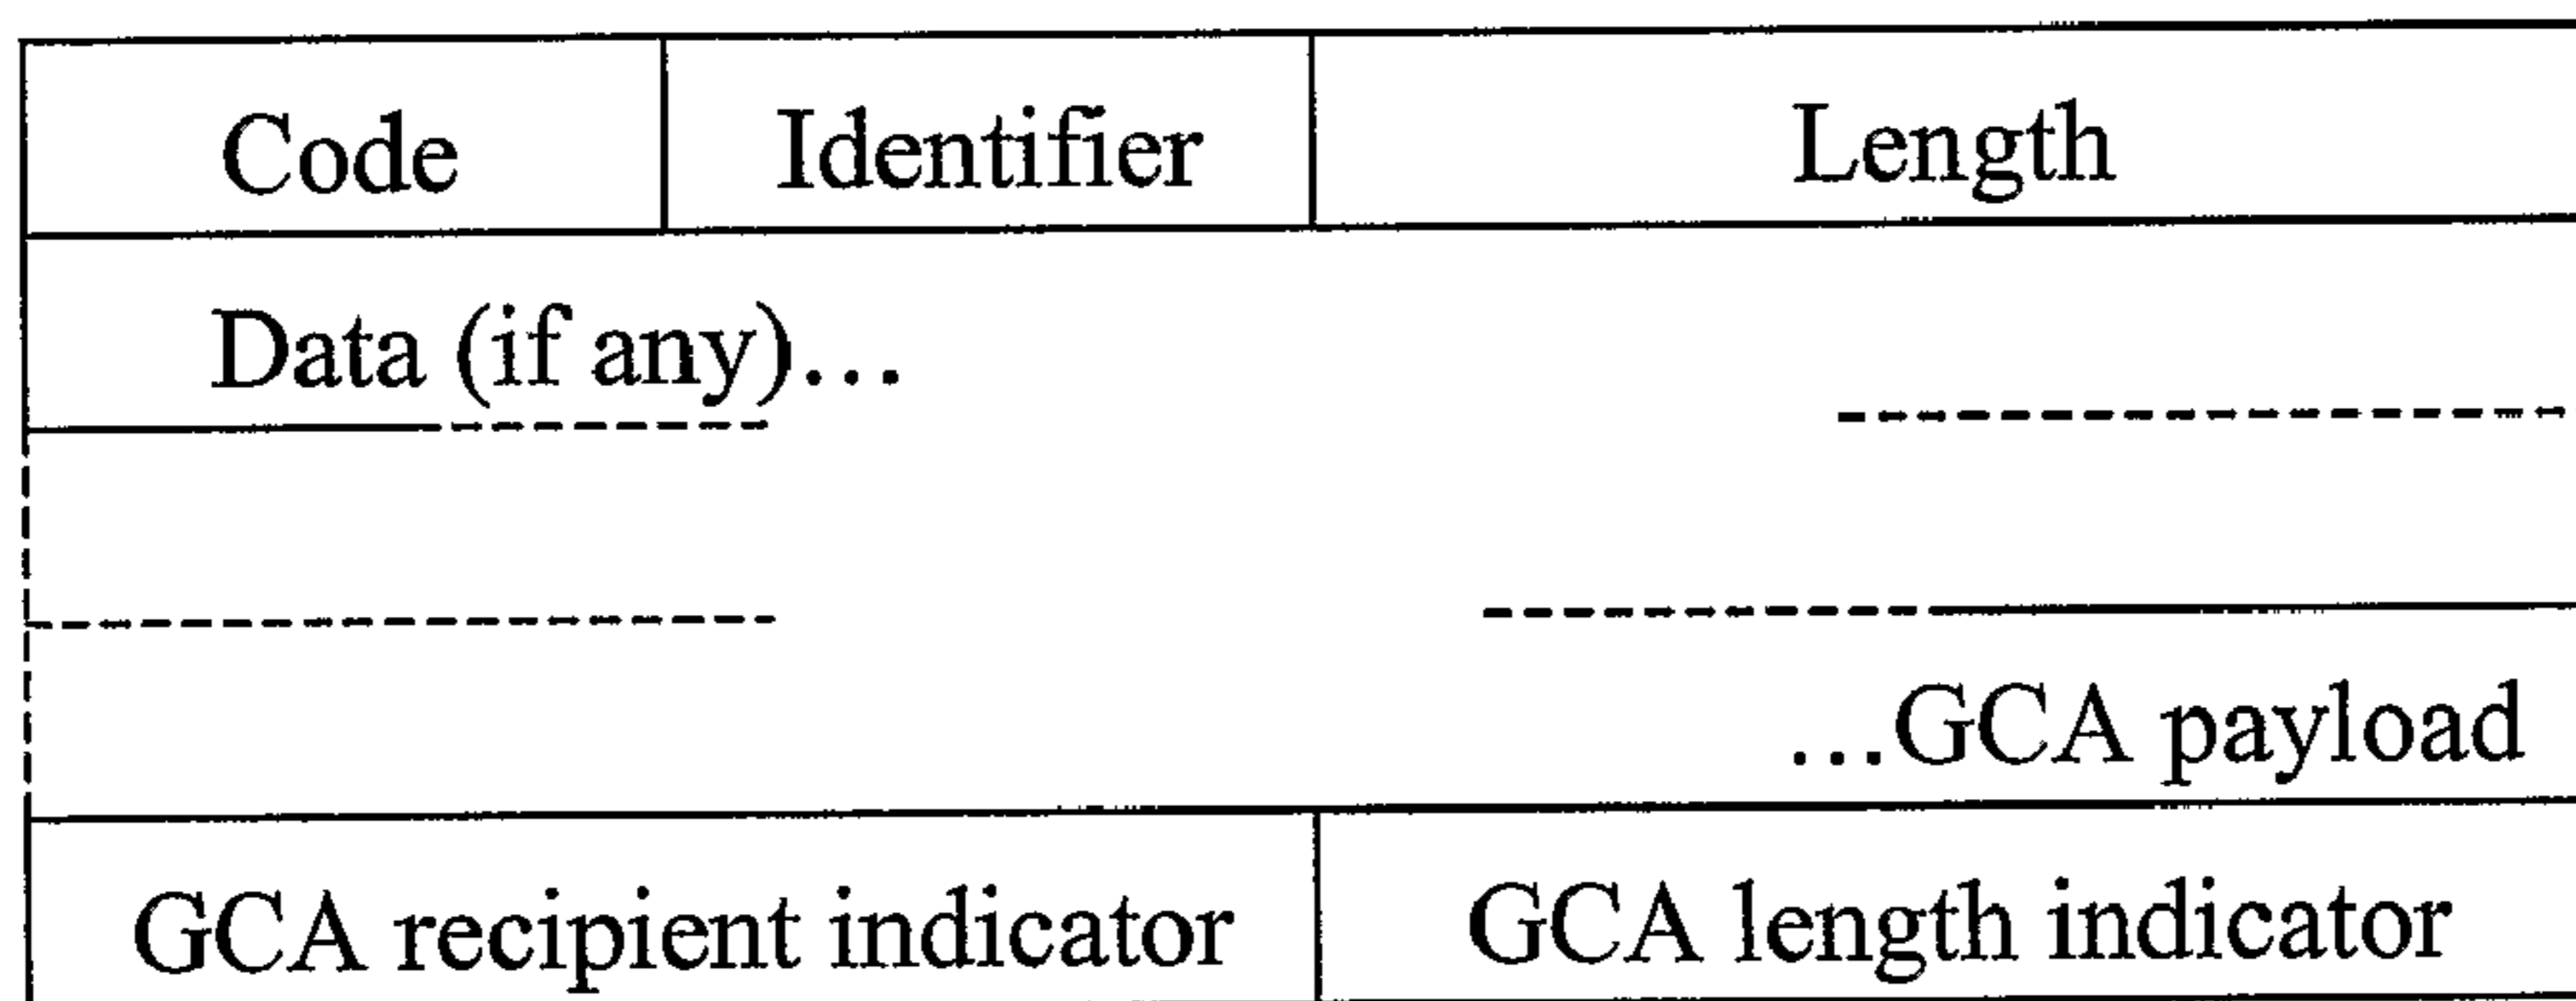 Code Identifier Length
Data (if any)...
...GCA payload
GCA recipient indicator GCA length indicator